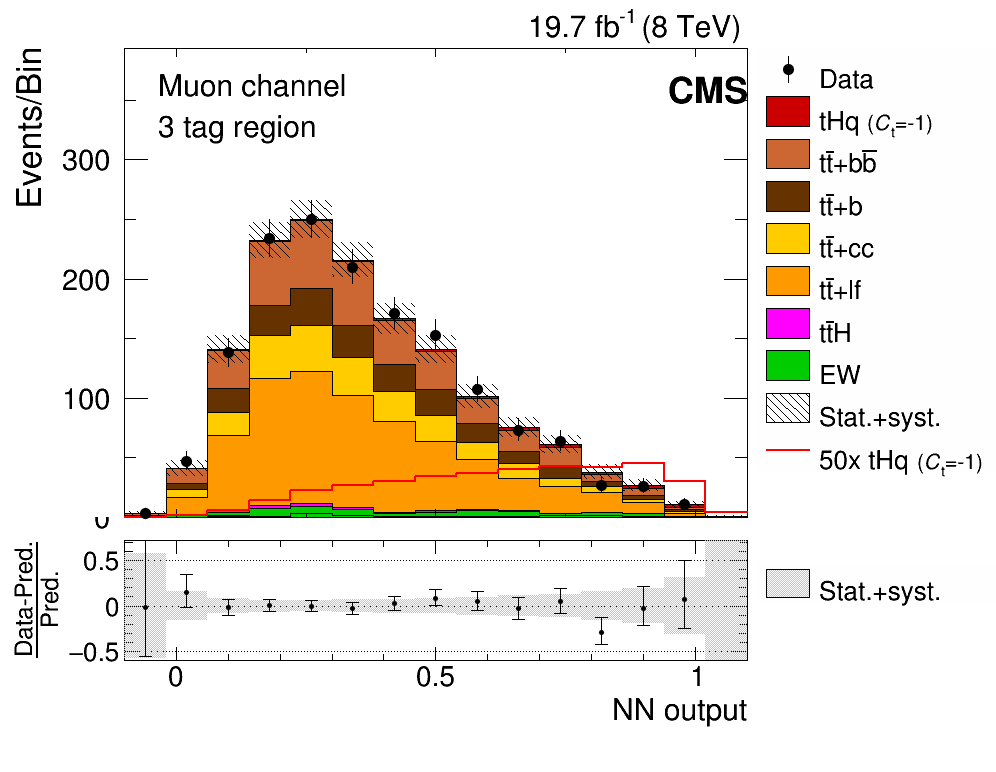 19.7 fb⁻¹ (8 TeV)
Events/Bin
Muon channel
3 tag region
CMS
300
200
100
0
Data
tHq (Cₜ=-1)
tt̄+bb̄
tt̄+b
tt̄+cc
tt̄+lf
tt̄H
EW
Stat.+syst.
50x tHq (Cₜ=-1)
Data-Pred.
Pred.
0.5
0
−0.5
Stat.+syst.
0 0.5 1
NN output